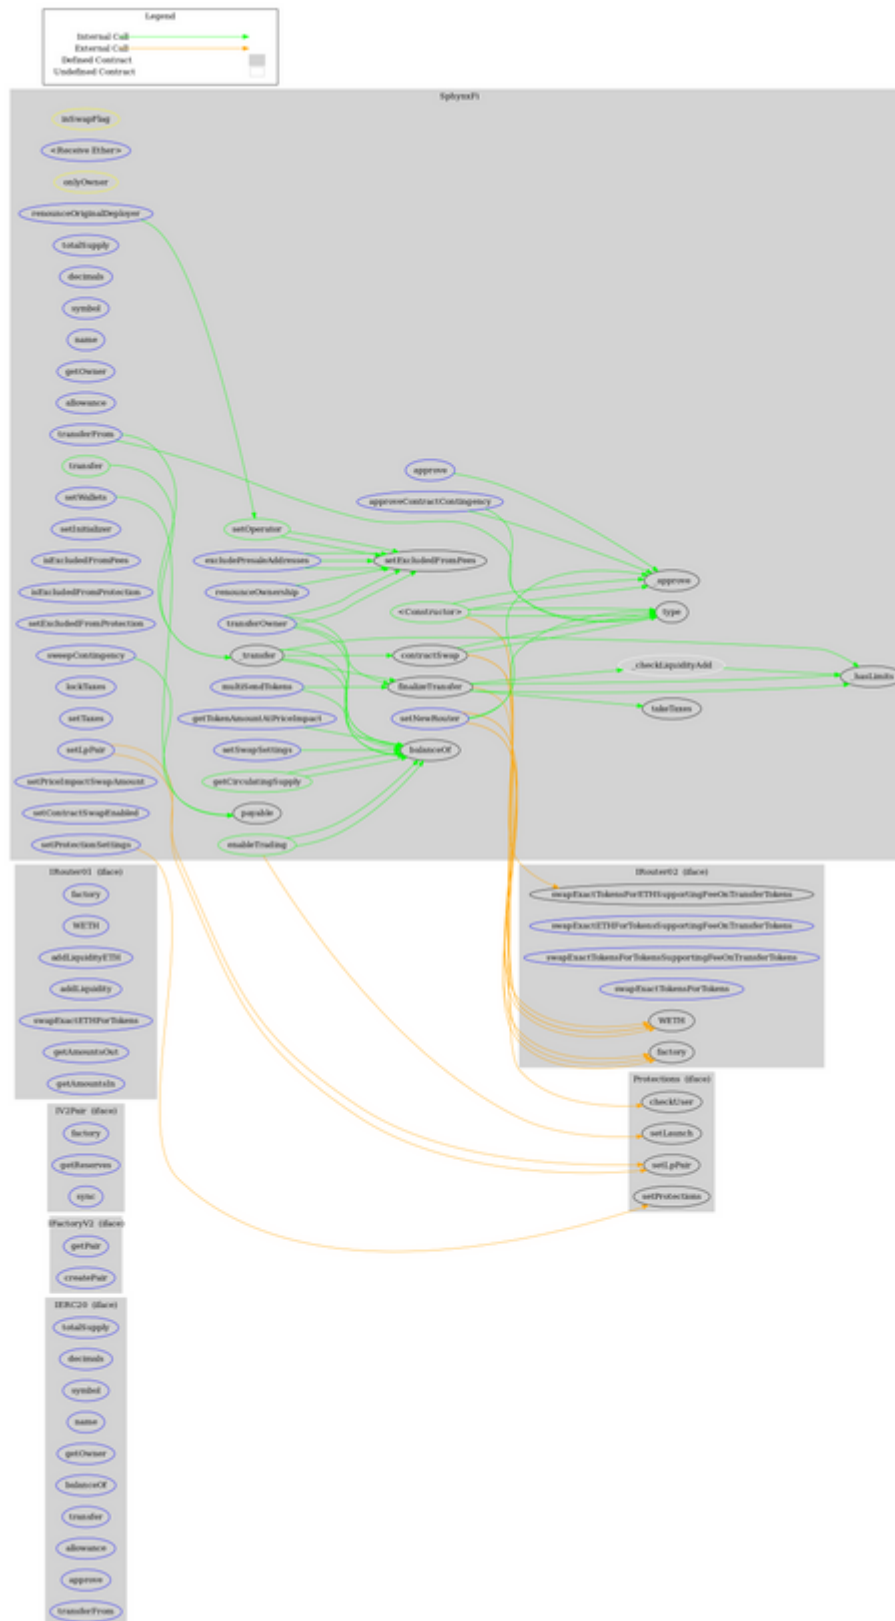 Legend
Internal Call
External Call
Defined Contract
Undefined Contract
SphynxFi
inSwapFlag
<Receive Ether>
onlyOwner
renounceOriginalDeployer
totalSupply
decimals
symbol
name
getOwner
allowance
transferFrom
transfer
setWallets
setInitializer
isExcludedFromFees
isExcludedFromProtection
setExcludedFromProtection
sweepContingency
lockTaxes
setTaxes
setLpPair
setPriceImpactSwapAmount
setContractSwapEnabled
setProtectionSettings
setOperator
excludePresaleAddresses
renounceOwnership
transferOwner
_transfer
multiSendTokens
getTokenAmountAtPriceImpact
setSwapSettings
getCirculatingSupply
payable
enableTrading
approve
approveContractContingency
setExcludedFromFees
<Constructor>
contractSwap
finalizeTransfer
setNewRouter
balanceOf
_approve
type
_checkLiquidityAdd
takeTaxes
_hasLimits
IRouter01 (iface)
factory
WETH
addLiquidityETH
addLiquidity
swapExactETHForTokens
getAmountsOut
getAmountsIn
IRouter02 (iface)
swapExactTokensForETHSupportingFeeOnTransferTokens
swapExactETHForTokensSupportingFeeOnTransferTokens
swapExactTokensForTokensSupportingFeeOnTransferTokens
swapExactTokensForTokens
WETH
factory
Protections (iface)
checkUser
setLaunch
setLpPair
setProtections
IV2Pair (iface)
factory
getReserves
sync
IFactoryV2 (iface)
getPair
createPair
IERC20 (iface)
totalSupply
decimals
symbol
name
getOwner
balanceOf
transfer
allowance
approve
transferFrom